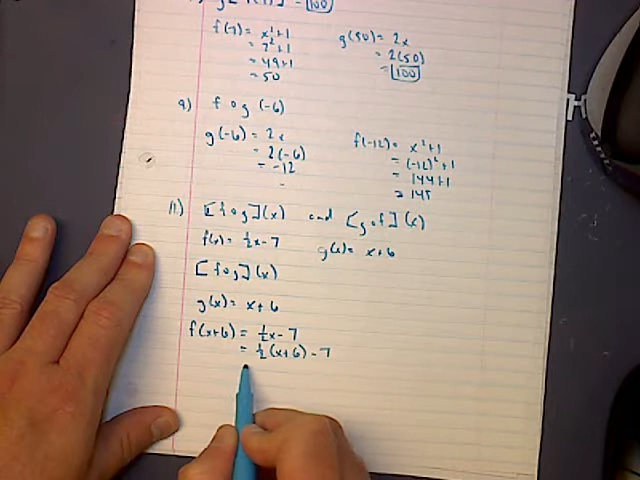 g[f(7)] = 100
f(7) = x²+1
= 7²+1
= 49+1
= 50
g(50) = 2x
= 2(50)
= 100
9) f o g (-6)
g(-6) = 2x
= 2(-6)
= -12
f(-12) = x²+1
= (-12)²+1
= 144+1
= 145
11.) [f o g](x) and [g o f](x)
f(x) = ½x - 7 g(x) = x+6
[f o g](x)
g(x) = x+6
f(x+6) = ½x - 7
= ½(x+6) - 7